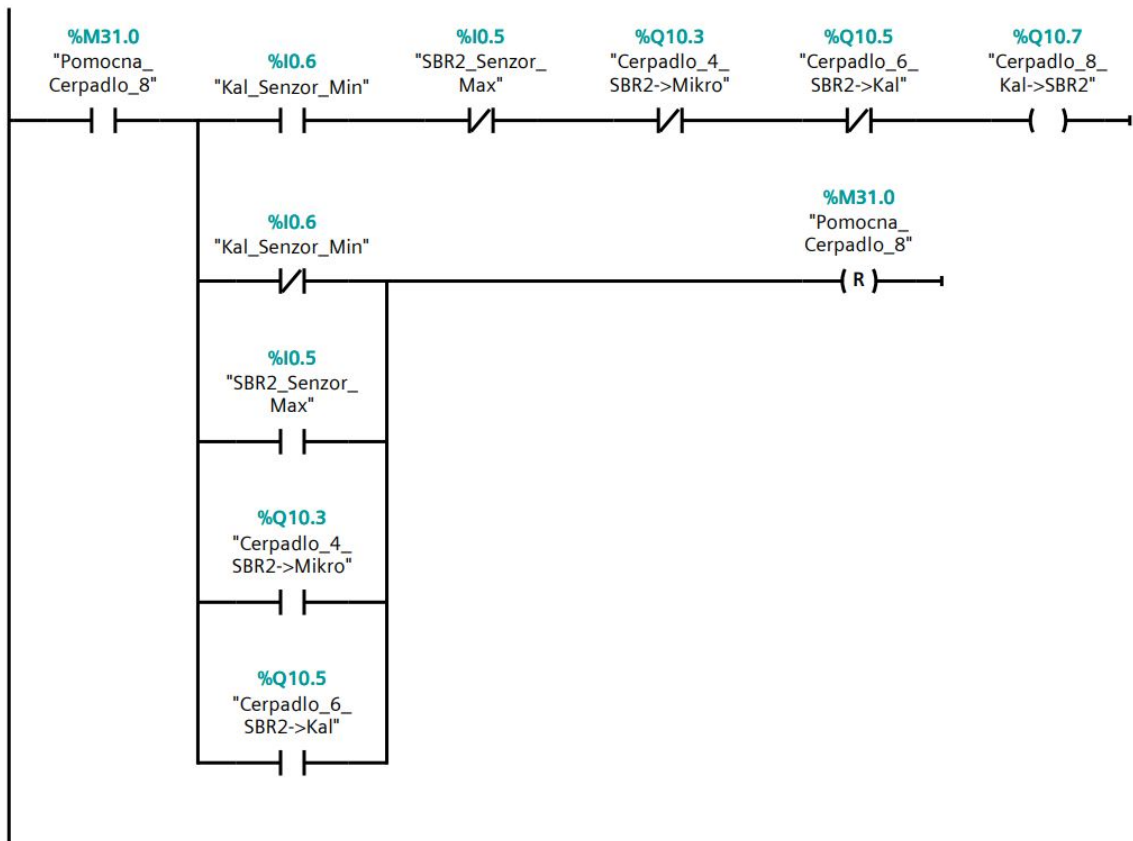 %M31.0
"Pomocna_
Cerpadlo_8"
%I0.6
"Kal_Senzor_Min"
%I0.5
"SBR2_Senzor_
Max"
%Q10.3
"Cerpadlo_4_
SBR2->Mikro"
%Q10.5
"Cerpadlo_6_
SBR2->Kal"
%Q10.7
"Cerpadlo_8_
Kal->SBR2"
%I0.6
"Kal_Senzor_Min"
%M31.0
"Pomocna_
Cerpadlo_8"
R
%I0.5
"SBR2_Senzor_
Max"
%Q10.3
"Cerpadlo_4_
SBR2->Mikro"
%Q10.5
"Cerpadlo_6_
SBR2->Kal"